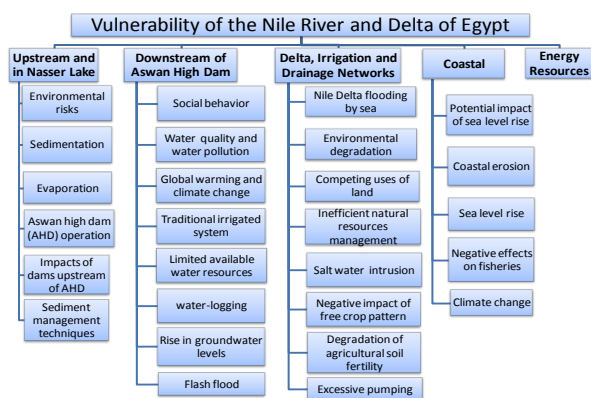 Vulnerability of the Nile River and Delta of Egypt
Upstream and
in Nasser Lake
Environmental
risks
Sedimentation
Evaporation
Aswan high dam
(AHD) operation
Impacts of
dams upstream
of AHD
Sediment
management
techniques
Downstream of
Aswan High Dam
Social behavior
Water quality and
water pollution
Global warming and
climate change
Traditional irrigated
system
Limited available
water resources
water-logging
Rise in groundwater
levels
Flash flood
Delta, Irrigation and
Drainage Networks
Nile Delta flooding
by sea
Environmental
degradation
Competing uses of
land
Inefficient natural
resources
management
Salt water intrusion
Negative impact of
free crop pattern
Degradation of
agricultural soil
fertility
Excessive pumping
Coastal
Potential impact
of sea level rise
Coastal erosion
Sea level rise
Negative effects
on fisheries
Climate change
Energy
Resources